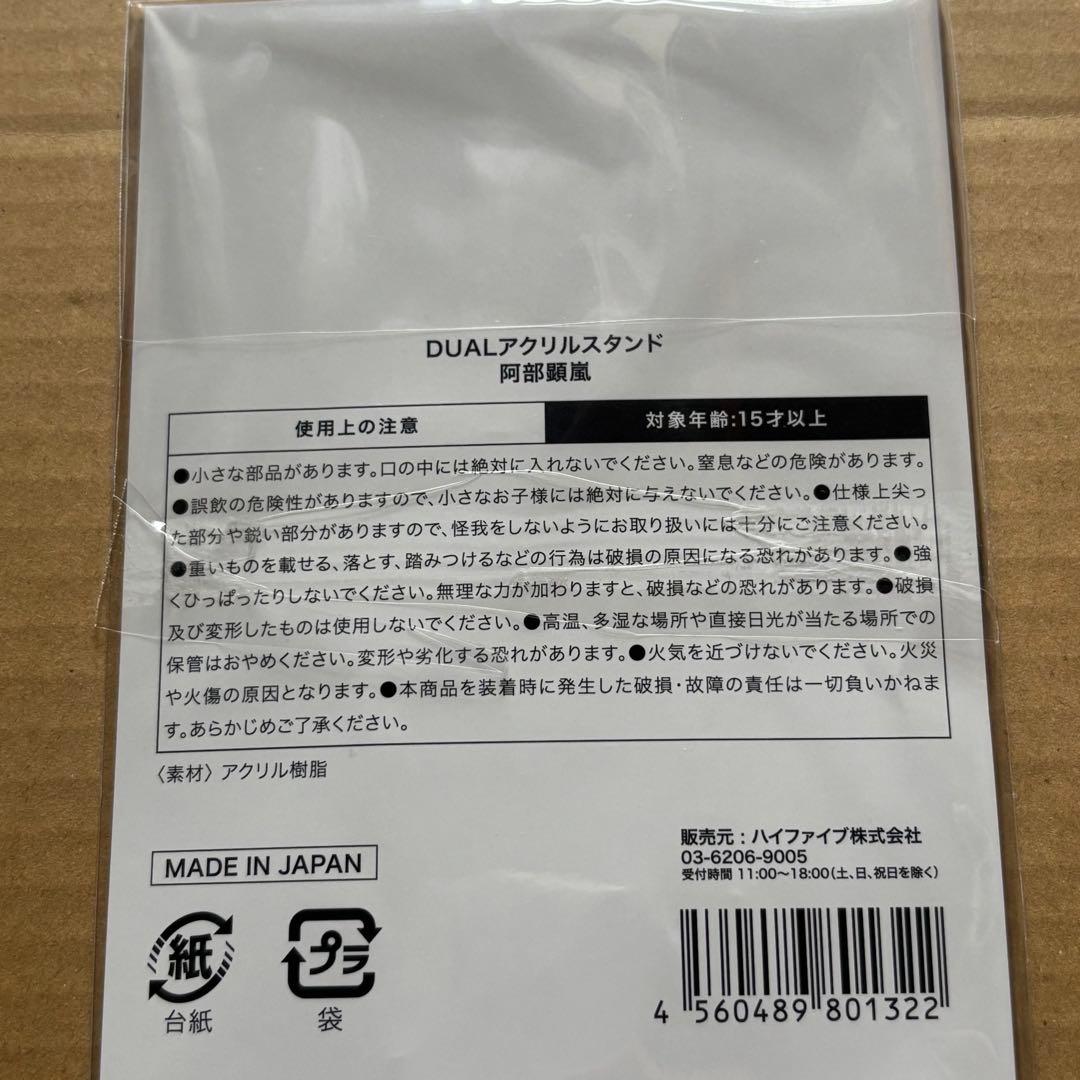 DUALアクリルスタンド
阿部顕嵐
使用上の注意
対象年齢:15才以上
●小さな部品があります。口の中には絶対に入れないでください。窒息などの危険があります。
●誤飲の危険性がありますので、小さなお子様には絶対に与えないでください。●仕様上尖っ
た部分や鋭い部分がありますので、怪我をしないようにお取り扱いには十分にご注意ください。
●重いものを載せる、落とす、踏みつけるなどの行為は破損の原因になる恐れがあります。●強
くひっぱったりしないでください。無理な力が加わりますと、破損などの恐れがあります。●破損
及び変形したものは使用しないでください。●高温、多湿な場所や直接日光が当たる場所での
保管はおやめください。変形や劣化する恐れがあります。●火気を近づけないでください。火災
や火傷の原因となります。●本商品を装着時に発生した破損・故障の責任は一切負いかねま
す。あらかじめご了承ください。
〈素材〉アクリル樹脂
販売元：ハイファイブ株式会社
03-6206-9005
受付時間 11:00〜18:00（土、日、祝日を除く）
MADE IN JAPAN
紙
台紙
プラ
袋
4 560489 801322